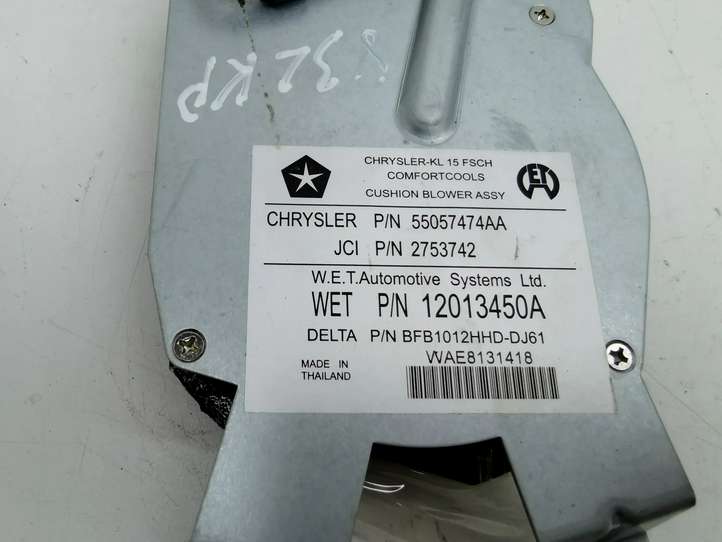 832KP
CHRYSLER-KL 15 FSCH
COMFORTCOOLS
CUSHION BLOWER ASSY
CHRYSLER P/N 55057474AA
JCI P/N 2753742
W.E.T.Automotive Systems Ltd.
WET P/N 12013450A
DELTA P/N BFB1012HHD-DJ61
MADE IN
THAILAND
WAE8131418